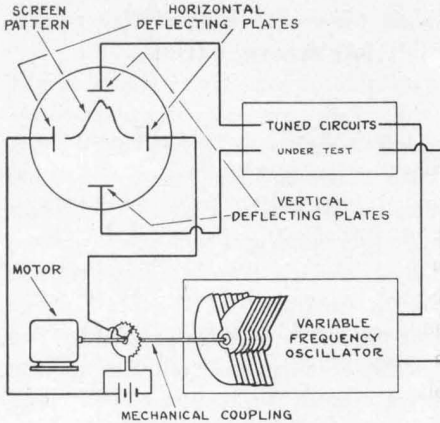 SCREEN
PATTERN
HORIZONTAL
DEFLECTING PLATES
TUNED CIRCUITS
UNDER TEST
VERTICAL
DEFLECTING PLATES
MOTOR
VARIABLE
FREQUENCY
OSCILLATOR
MECHANICAL COUPLING